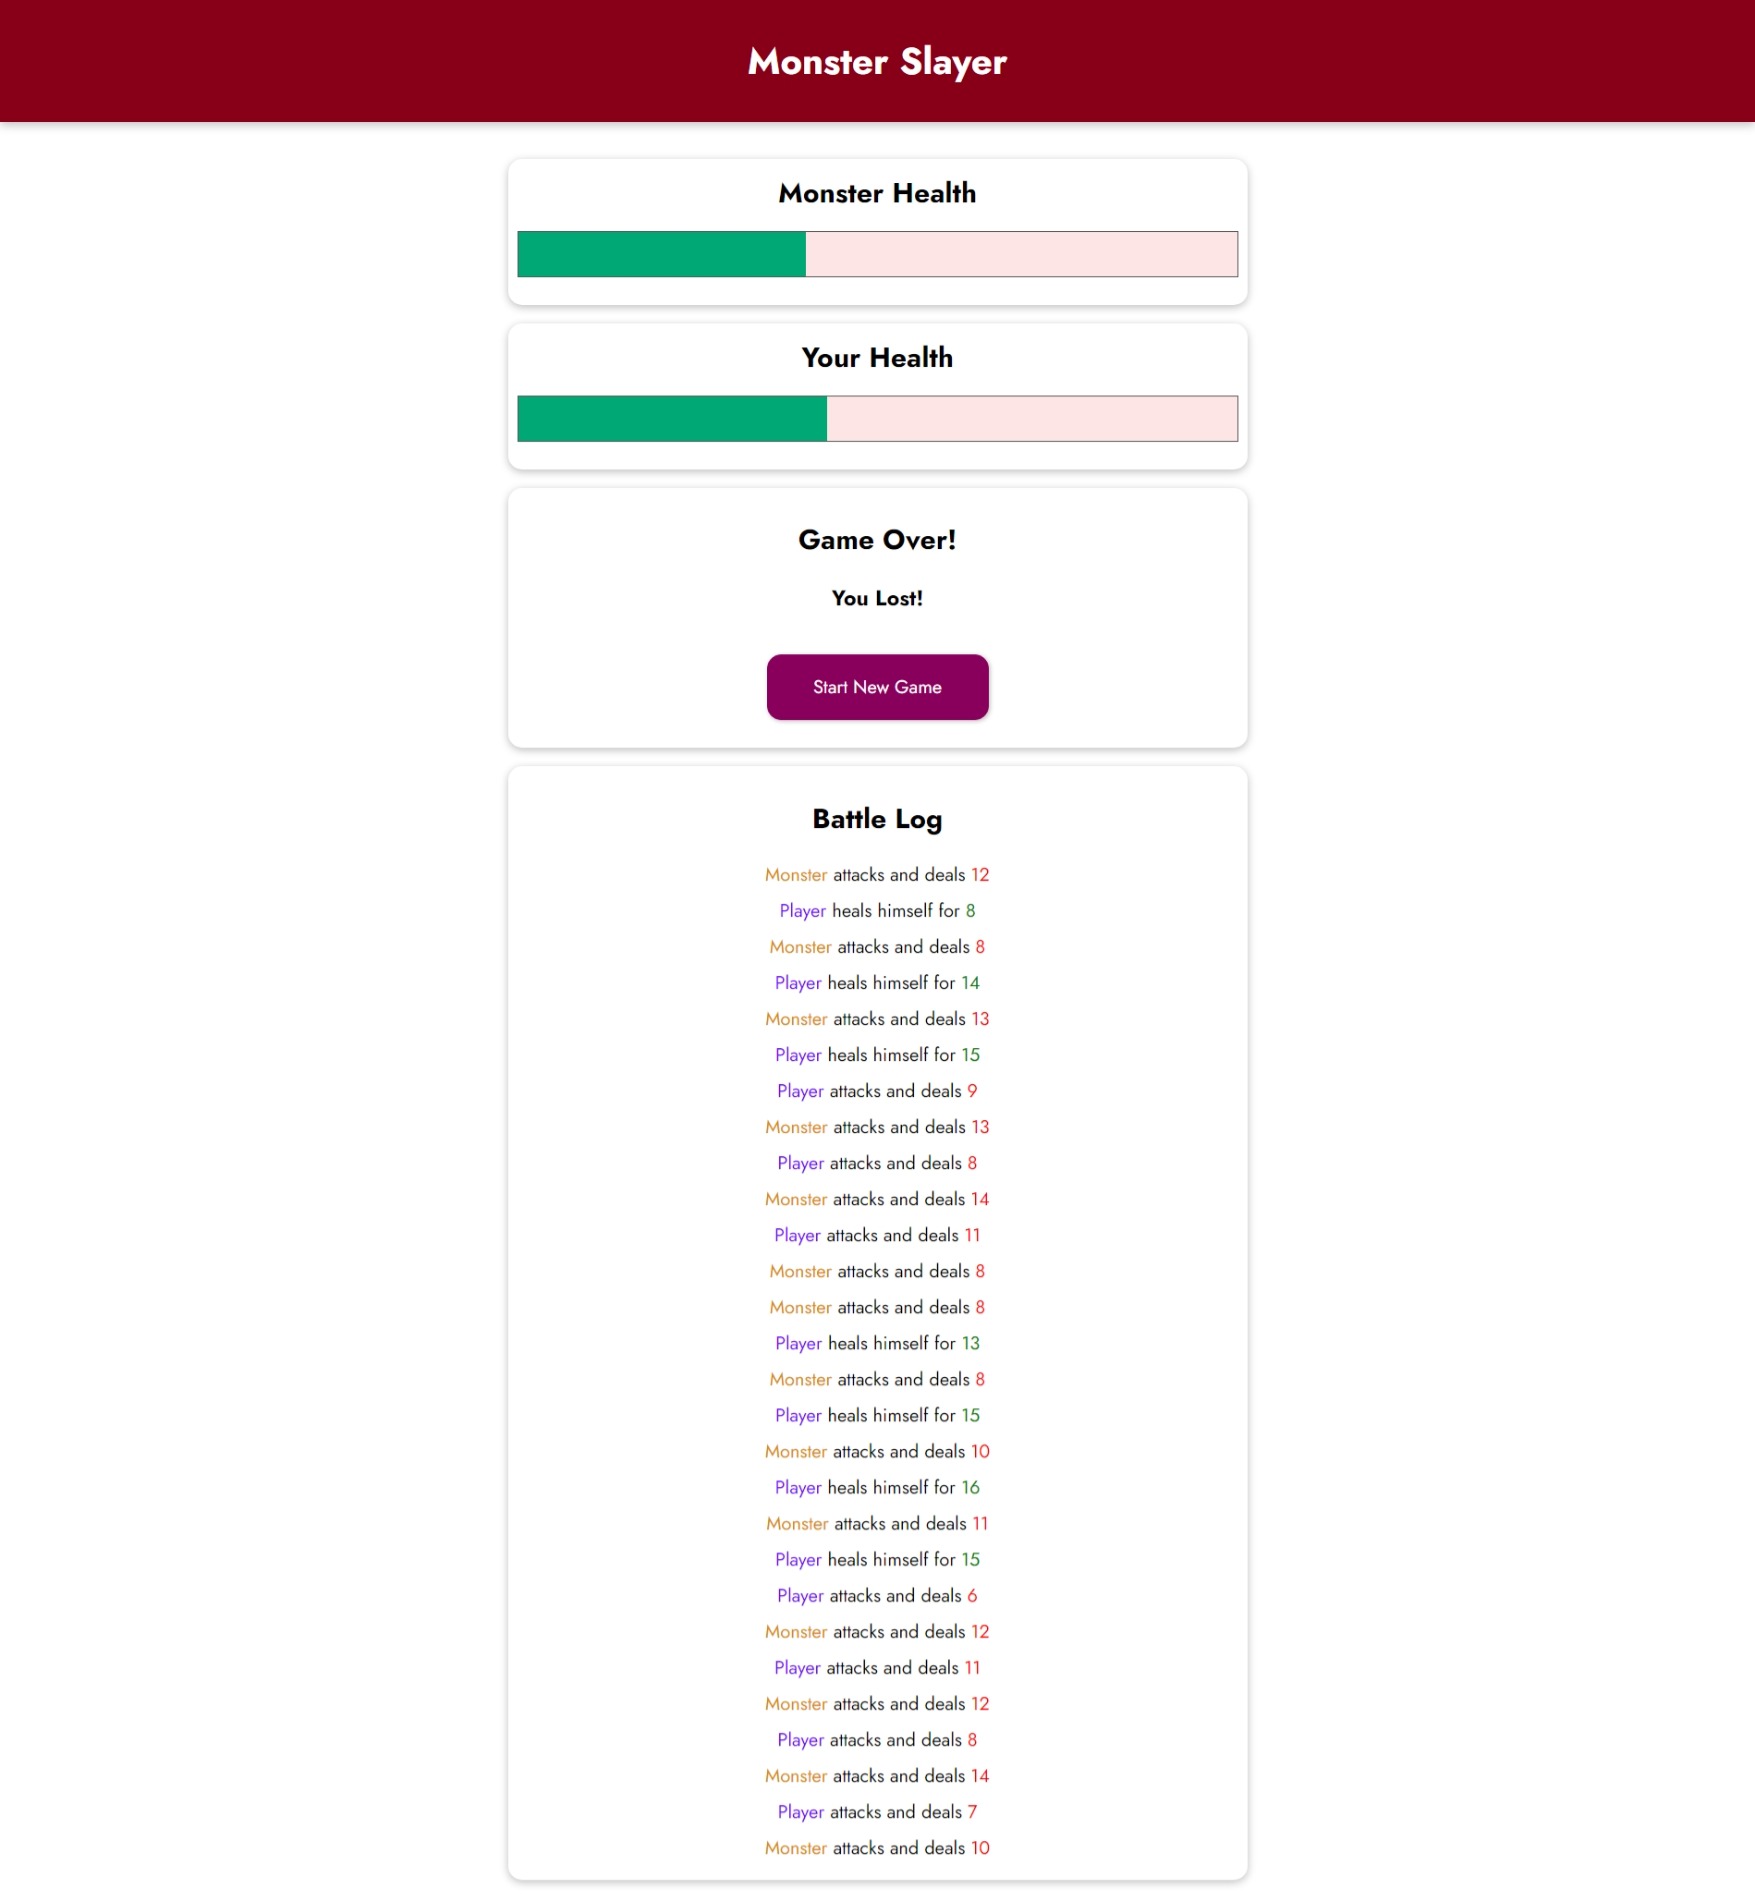 Monster Slayer
Monster Health
Your Health
Game Over!
You Lost!
Start New Game
Battle Log
Monster attacks and deals 12
Player heals himself for 8
Monster attacks and deals 8
Player heals himself for 14
Monster attacks and deals 13
Player heals himself for 15
Player attacks and deals 9
Monster attacks and deals 13
Player attacks and deals 8
Monster attacks and deals 14
Player attacks and deals 11
Monster attacks and deals 8
Monster attacks and deals 8
Player heals himself for 13
Monster attacks and deals 8
Player heals himself for 15
Monster attacks and deals 10
Player heals himself for 16
Monster attacks and deals 11
Player heals himself for 15
Player attacks and deals 6
Monster attacks and deals 12
Player attacks and deals 11
Monster attacks and deals 12
Player attacks and deals 8
Monster attacks and deals 14
Player attacks and deals 7
Monster attacks and deals 10